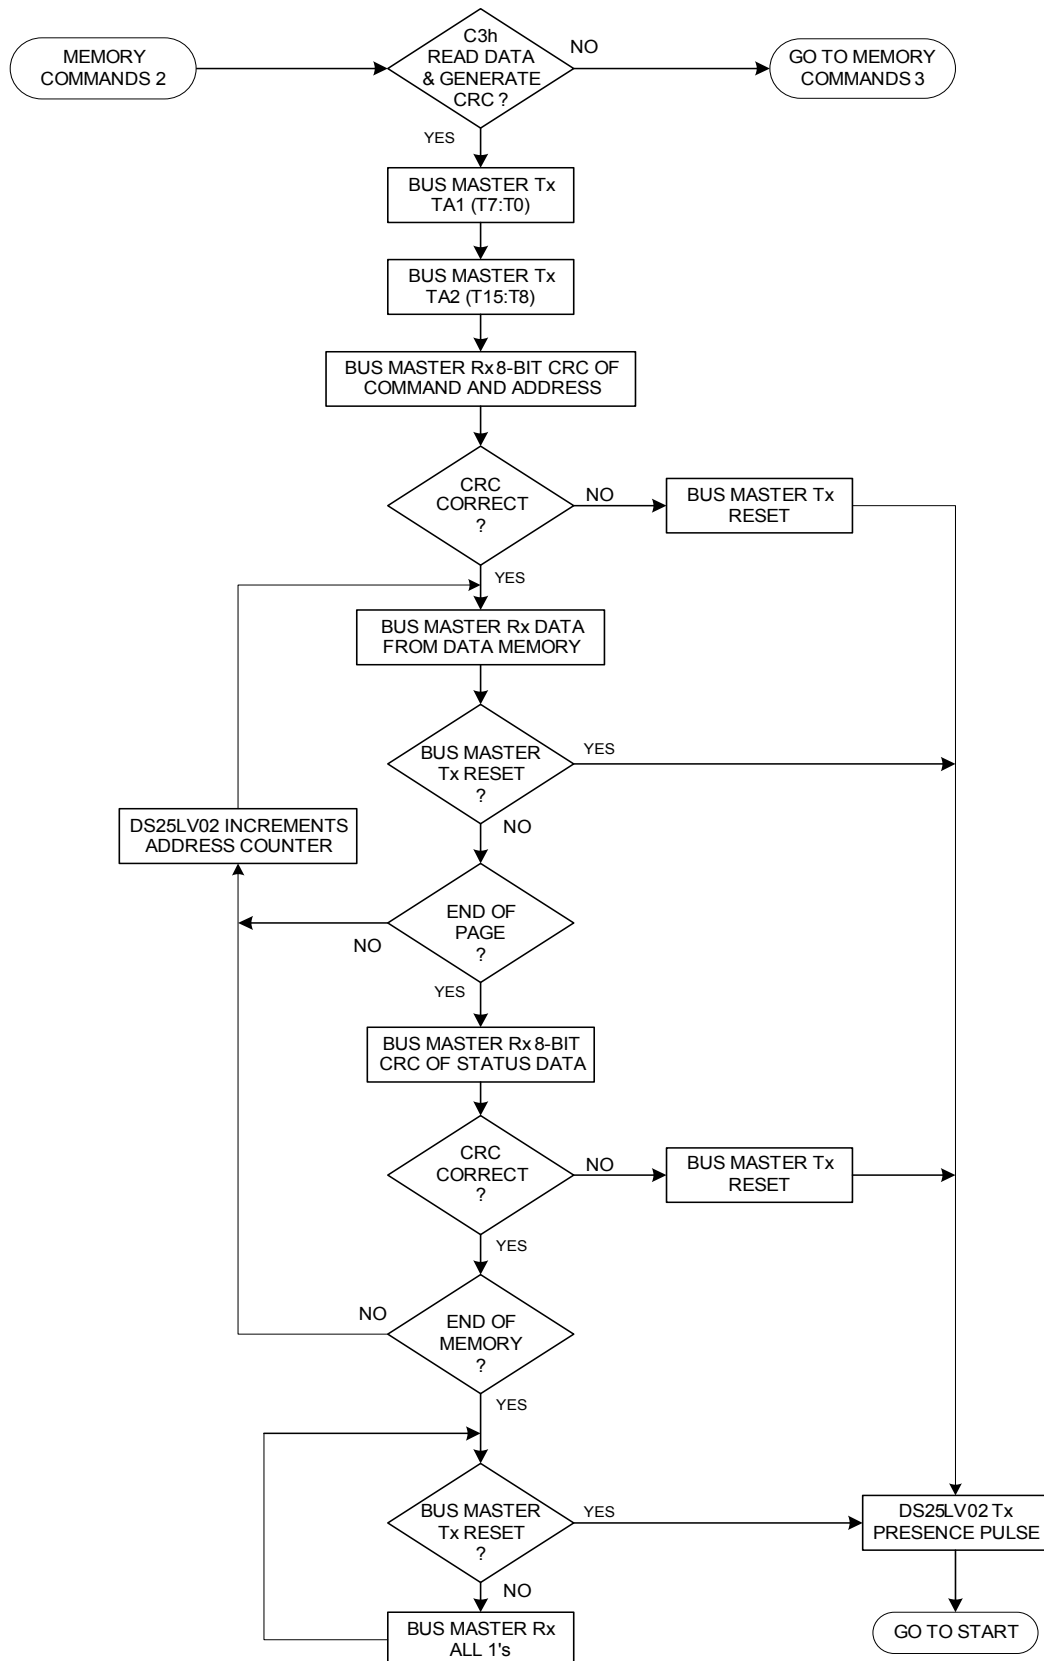 MEMORY
COMMANDS 2
C3h
READ DATA
& GENERATE
CRC ?
NO
GO TO MEMORY
COMMANDS 3
YES
BUS MASTER Tx
TA1 (T7:T0)
BUS MASTER Tx
TA2 (T15:T8)
BUS MASTER Rx 8-BIT CRC OF
COMMAND AND ADDRESS
CRC
CORRECT
?
NO
BUS MASTER Tx
RESET
YES
BUS MASTER Rx DATA
FROM DATA MEMORY
BUS MASTER
Tx RESET
?
YES
NO
DS25LV02 INCREMENTS
ADDRESS COUNTER
END OF
PAGE
?
NO
YES
BUS MASTER Rx 8-BIT
CRC OF STATUS DATA
CRC
CORRECT
?
NO
BUS MASTER Tx
RESET
YES
END OF
MEMORY
?
NO
YES
BUS MASTER
Tx RESET
?
YES
DS25LV02 Tx
PRESENCE PULSE
NO
BUS MASTER Rx
ALL 1's
GO TO START